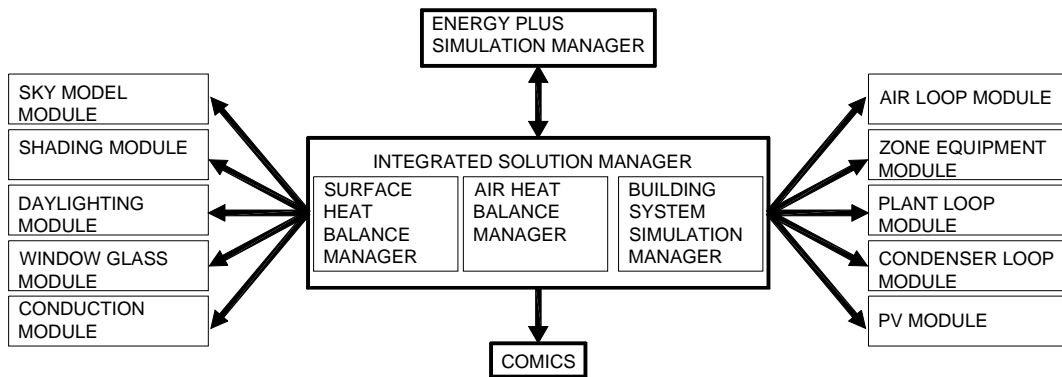 ENERGY PLUS
SIMULATION MANAGER
SKY MODEL
MODULE
SHADING MODULE
DAYLIGHTING
MODULE
WINDOW GLASS
MODULE
CONDUCTION
MODULE
INTEGRATED SOLUTION MANAGER
SURFACE
HEAT
BALANCE
MANAGER
AIR HEAT
BALANCE
MANAGER
BUILDING
SYSTEM
SIMULATION
MANAGER
AIR LOOP MODULE
ZONE EQUIPMENT
MODULE
PLANT LOOP
MODULE
CONDENSER LOOP
MODULE
PV MODULE
COMICS